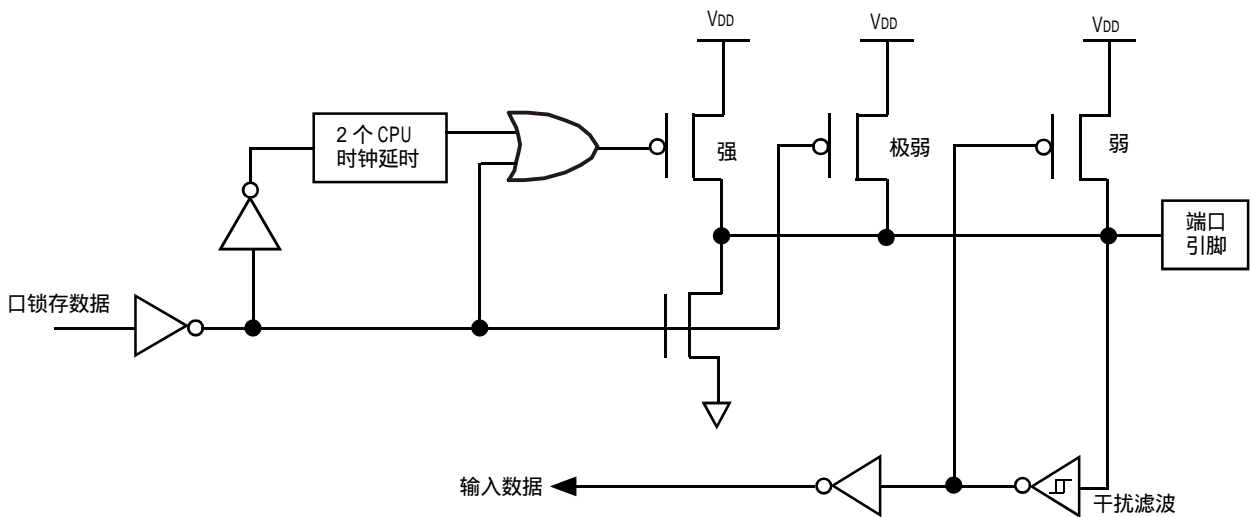 VDD
VDD
VDD
2 个 CPU
时钟延时
强
极弱
弱
端口
引脚
口锁存数据
输入数据
干扰滤波